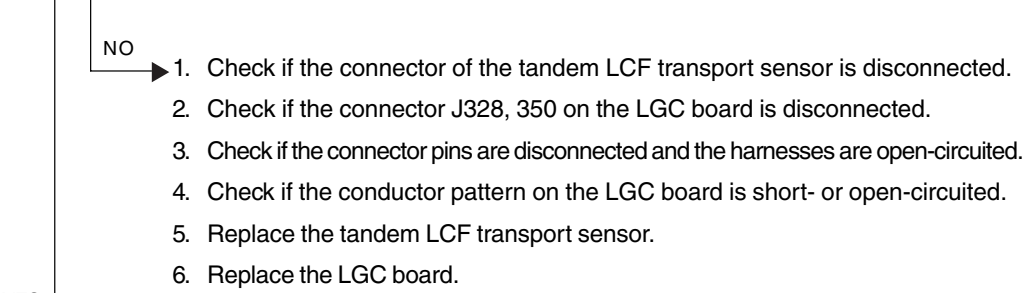 NO
1. Check if the connector of the tandem LCF transport sensor is disconnected.
2. Check if the connector J328, 350 on the LGC board is disconnected.
3. Check if the connector pins are disconnected and the harnesses are open-circuited.
4. Check if the conductor pattern on the LGC board is short- or open-circuited.
5. Replace the tandem LCF transport sensor.
6. Replace the LGC board.